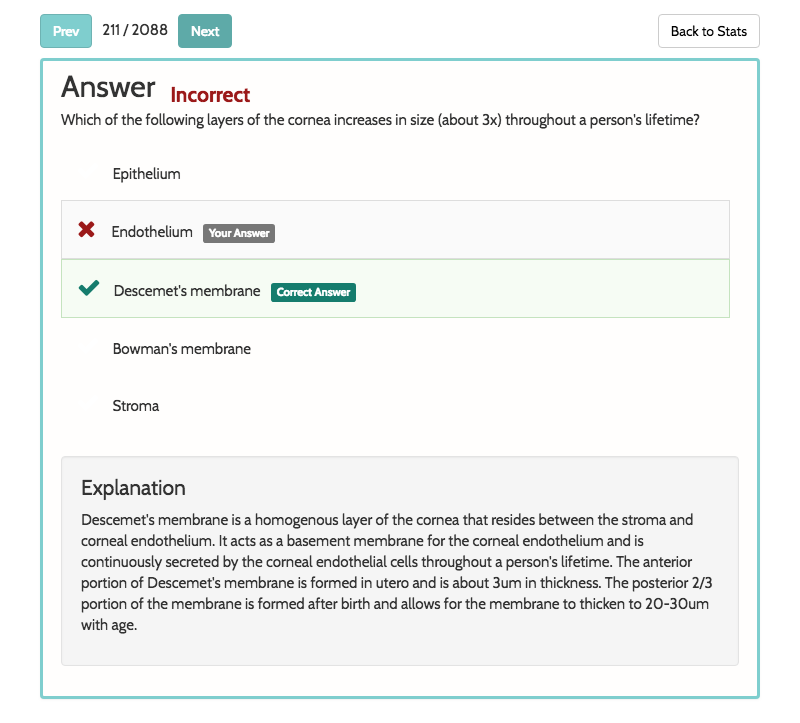 Prev 211 / 2088 Next Back to Stats
Answer Incorrect
Which of the following layers of the cornea increases in size (about 3x) throughout a person's lifetime?
Epithelium
Endothelium Your Answer
Descemet's membrane Correct Answer
Bowman's membrane
Stroma
Explanation
Descemet's membrane is a homogenous layer of the cornea that resides between the stroma and
corneal endothelium. It acts as a basement membrane for the corneal endothelium and is
continuously secreted by the corneal endothelial cells throughout a person's lifetime. The anterior
portion of Descemet's membrane is formed in utero and is about 3um in thickness. The posterior 2/3
portion of the membrane is formed after birth and allows for the membrane to thicken to 20-30um
with age.